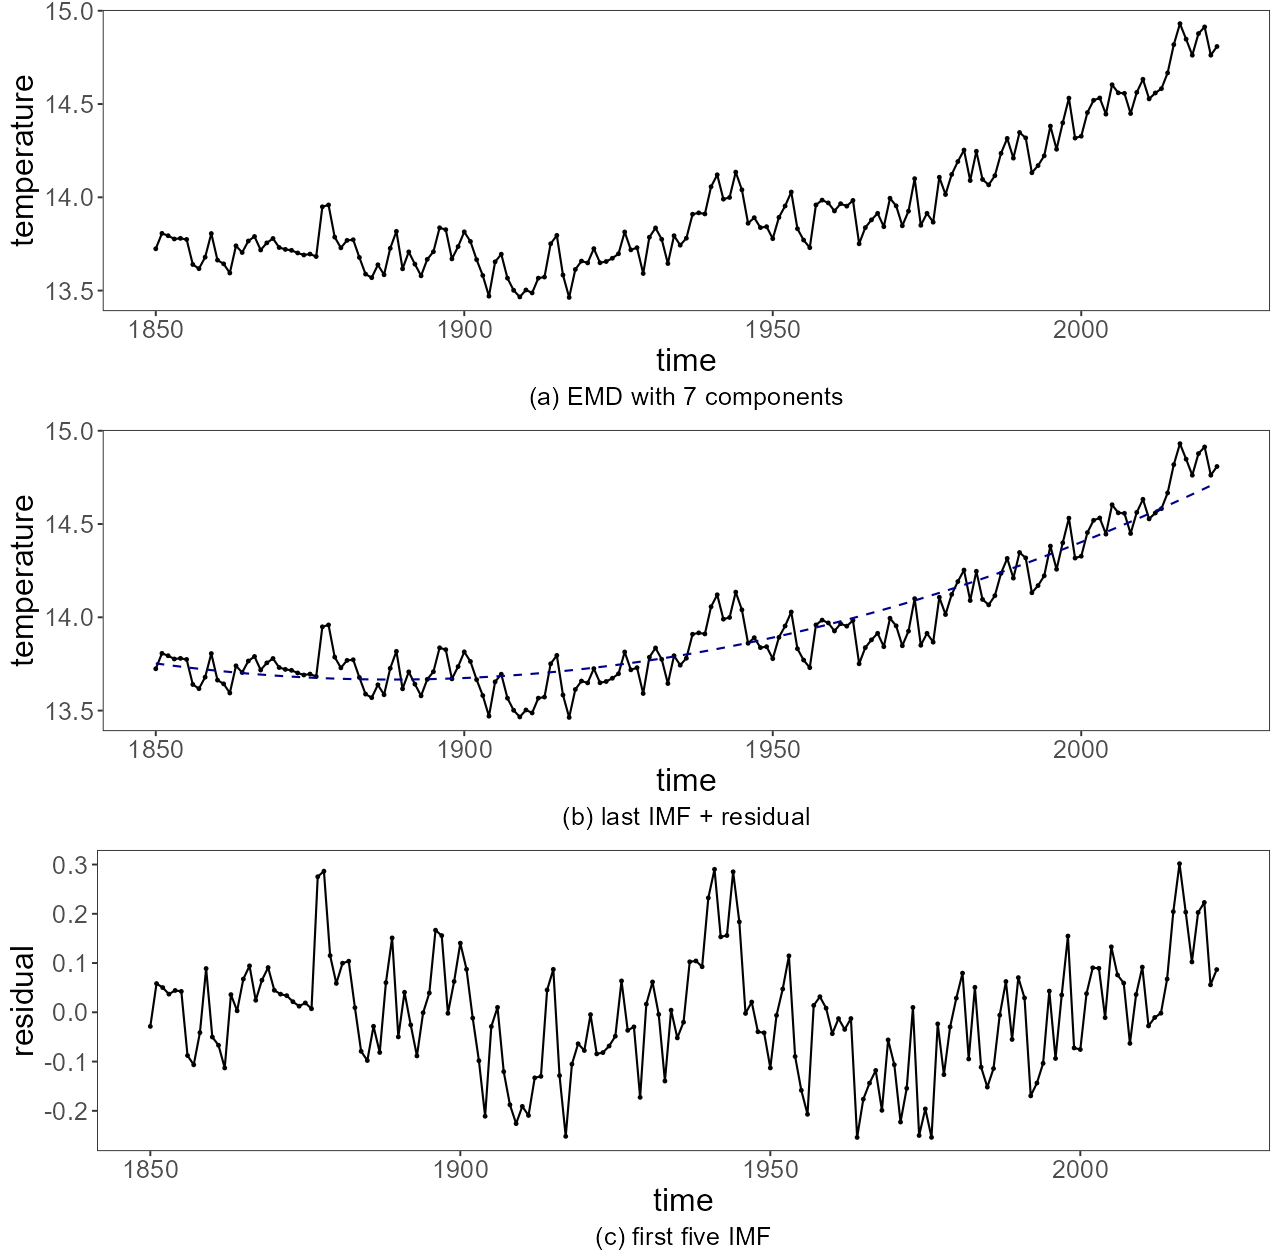 15.0
14.5
14.0
13.5
temperature
1850 1900 1950 2000
time
(a) EMD with 7 components
15.0
14.5
14.0
13.5
temperature
1850 1900 1950 2000
time
(b) last IMF + residual
0.3
0.2
0.1
0.0
-0.1
-0.2
residual
1850 1900 1950 2000
time
(c) first five IMF